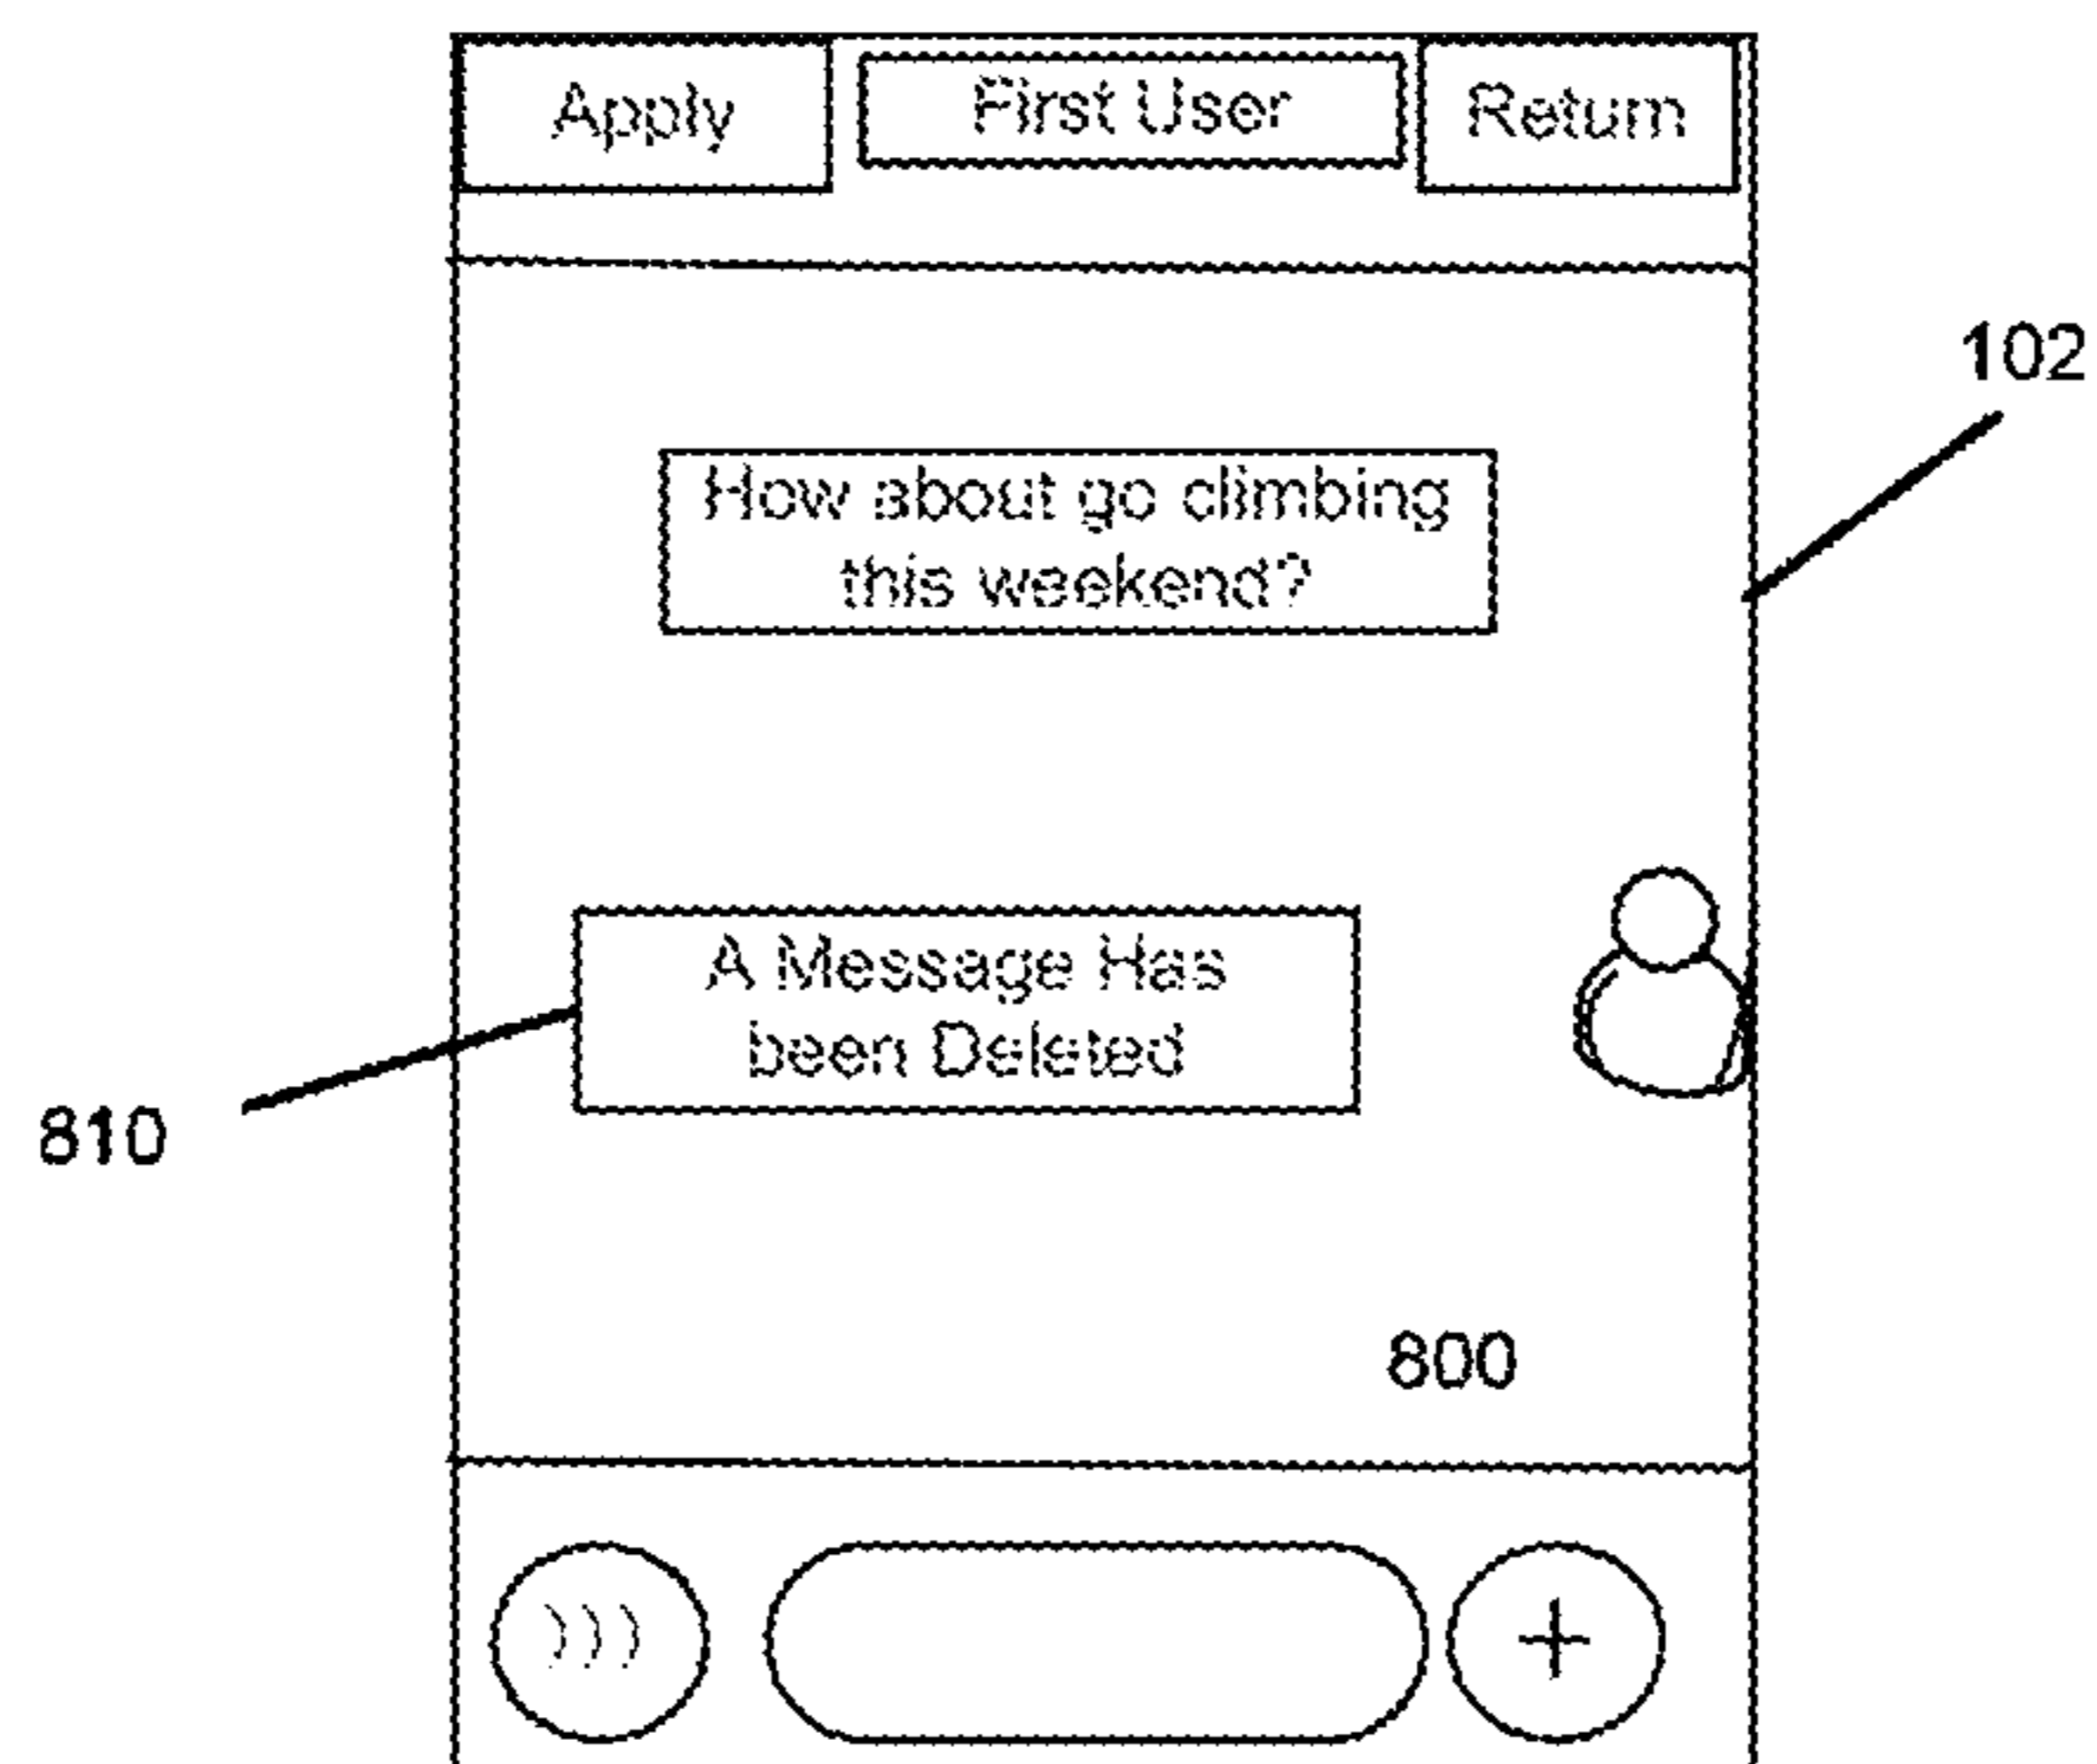 Apply First User Return
102
How about go climbing
this weekend?
A Message Has
been Deleted
810
800